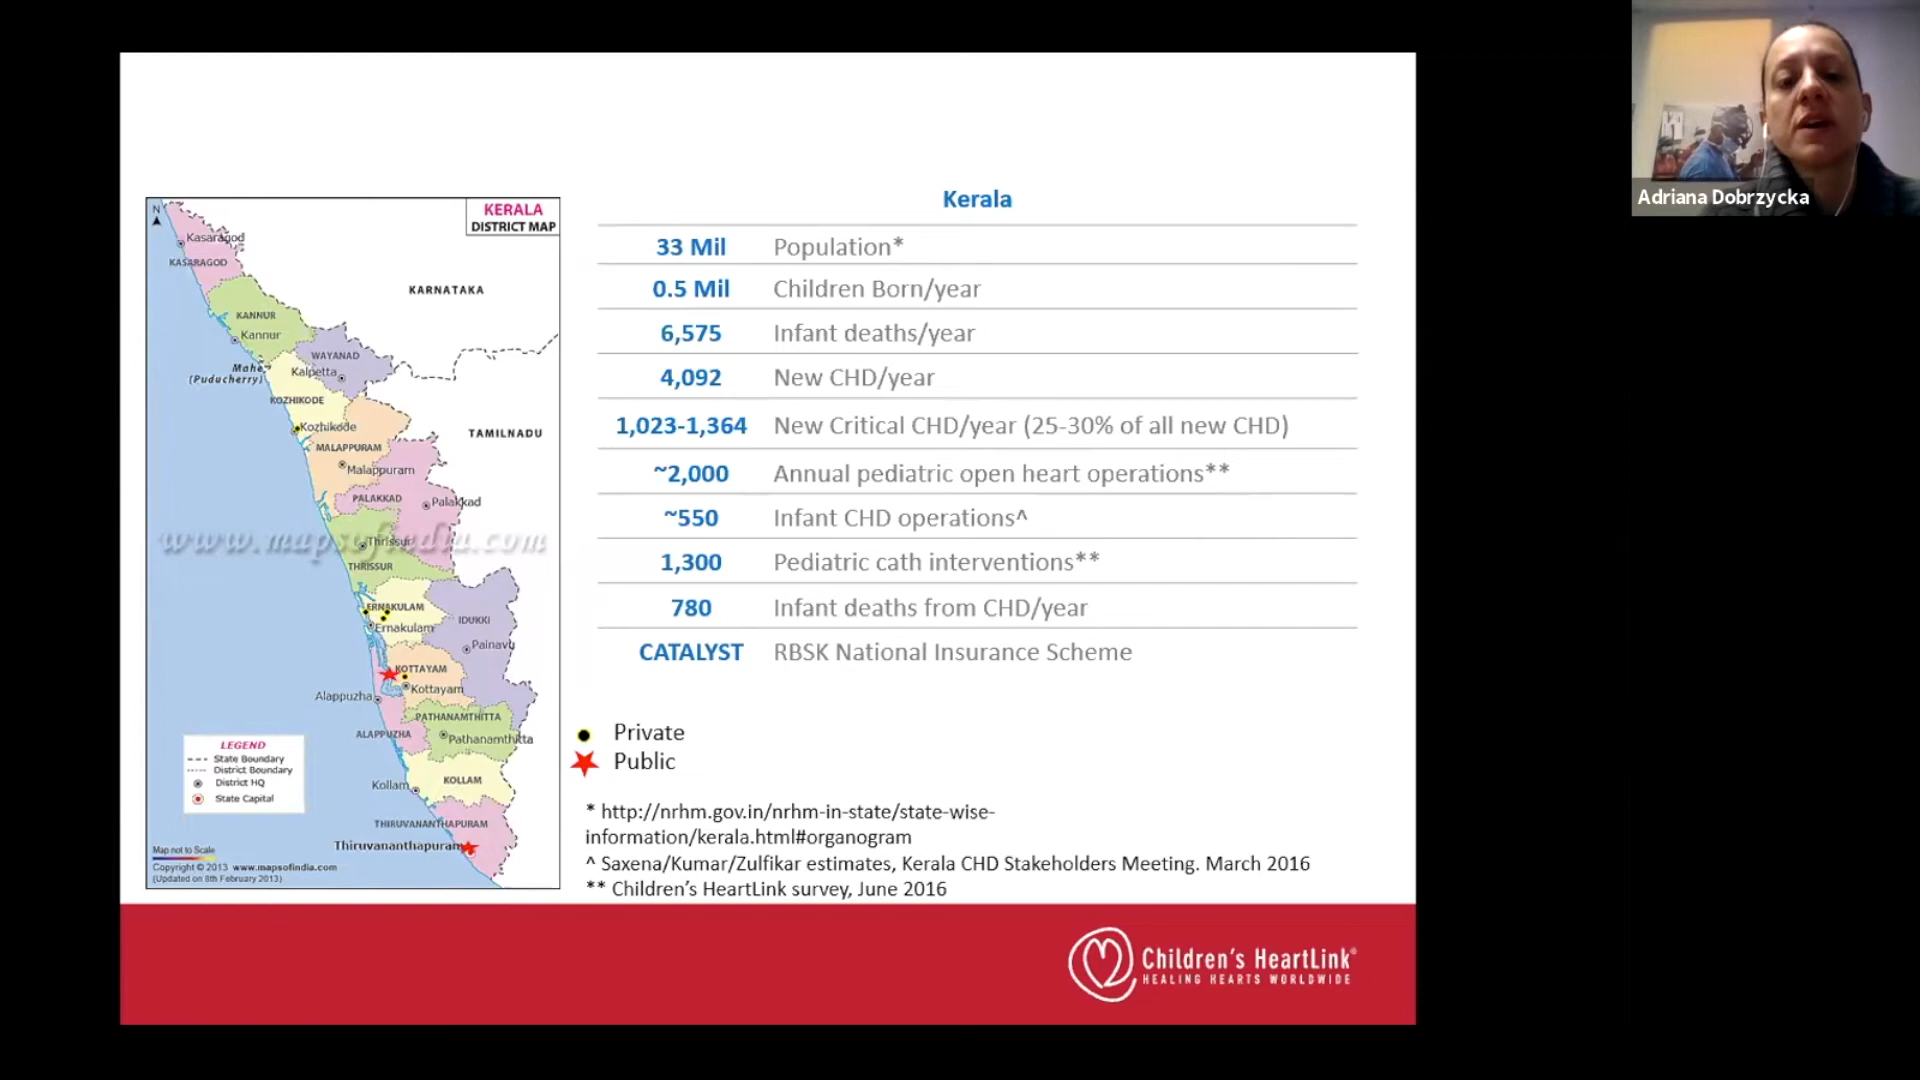 Adriana Dobrzycka
Kerala
33 Mil Population*
0.5 Mil Children Born/year
6,575 Infant deaths/year
4,092 New CHD/year
1,023-1,364 New Critical CHD/year (25-30% of all new CHD)
~2,000 Annual pediatric open heart operations**
~550 Infant CHD operations^
1,300 Pediatric cath interventions**
780 Infant deaths from CHD/year
CATALYST RBSK National Insurance Scheme
Private
Public
* http://nrhm.gov.in/nrhm-in-state/state-wise-
information/kerala.html#organogram
^ Saxena/Kumar/Zulfikar estimates, Kerala CHD Stakeholders Meeting. March 2016
** Children's HeartLink survey, June 2016
N
KERALA
DISTRICT MAP
Kasaragod
KASARAGOD
KARNATAKA
KANNUR
Kannur
WAYANAD
Mahe
(Puducherry)
Kalpetta
KOZHIKODE
Kozhikode
TAMILNADU
MALAPPURAM
Malappuram
PALAKKAD
Palakkad
www.mapsofindia.com
Thrissur
THRISSUR
ERNAKULAM
Ernakulam
IDUKKI
Painavu
KOTTAYAM
Kottayam
Alappuzha
PATHANAMTHITTA
ALAPPUZHA
Pathanamthitta
KOLLAM
Kollam
THIRUVANANTHAPURAM
Thiruvananthapuram
LEGEND
State Boundary
District Boundary
District HQ
State Capital
Map not to Scale
Copyright © 2013 www.mapsofindia.com
(Updated on 8th February 2013)
Children's HeartLink®
HEALING HEARTS WORLDWIDE